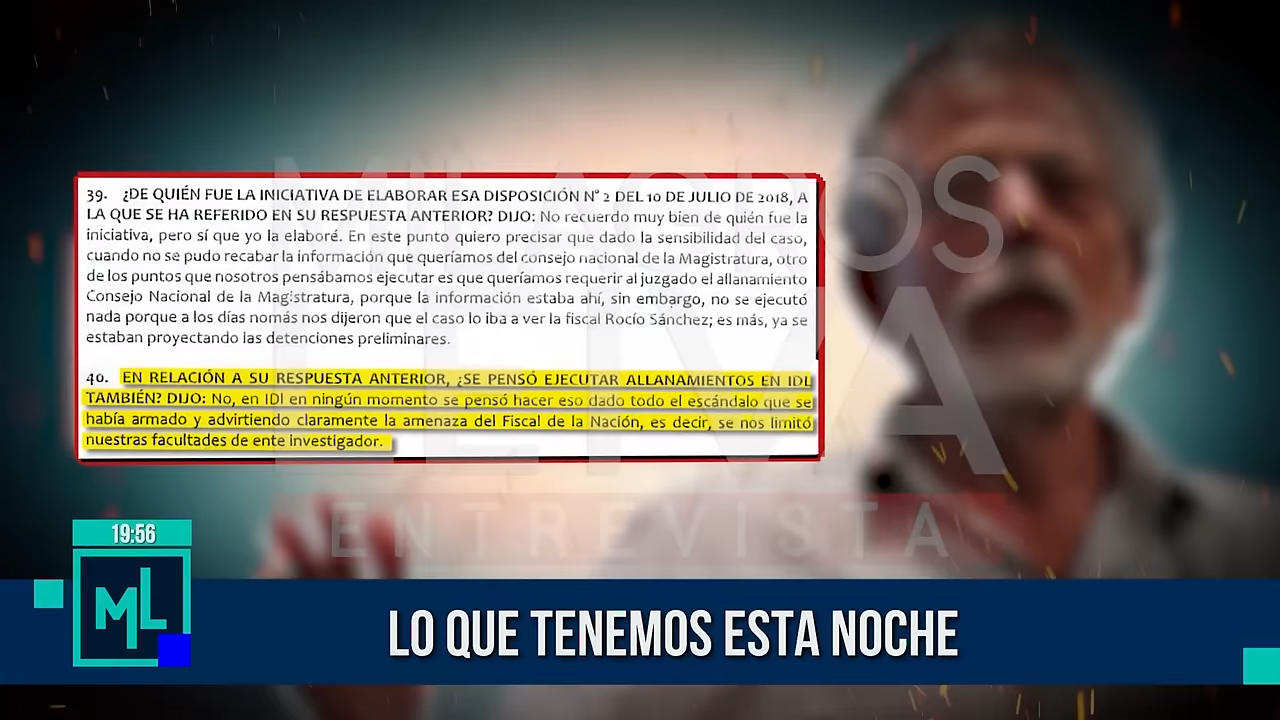 MILAGROS
LEIVA
ENTREVISTA
39. ¿DE QUIÉN FUE LA INICIATIVA DE ELABORAR ESA DISPOSICIÓN N° 2 DEL 10 DE JULIO DE 2018, A
LA QUE SE HA REFERIDO EN SU RESPUESTA ANTERIOR? DIJO: No recuerdo muy bien de quién fue la
iniciativa, pero sí que yo la elaboré. En este punto quiero precisar que dado la sensibilidad del caso,
cuando no se pudo recabar la información que queríamos del consejo nacional de la Magistratura, otro
de los puntos que nosotros pensábamos ejecutar es que queríamos requerir al juzgado el allanamiento
Consejo Nacional de la Magistratura, porque la información estaba ahí, sin embargo, no se ejecutó
nada porque a los días nomás nos dijeron que el caso lo iba a ver la fiscal Rocío Sánchez; es más, ya se
estaban proyectando las detenciones preliminares.
40. EN RELACIÓN A SU RESPUESTA ANTERIOR, ¿SE PENSÓ EJECUTAR ALLANAMIENTOS EN IDL
TAMBIÉN? DIJO: No, en IDI en ningún momento se pensó hacer eso dado todo el escándalo que se
había armado y advirtiendo claramente la amenaza del Fiscal de la Nación, es decir, se nos limitó
nuestras facultades de ente investigador.
19:56
ML
LO QUE TENEMOS ESTA NOCHE